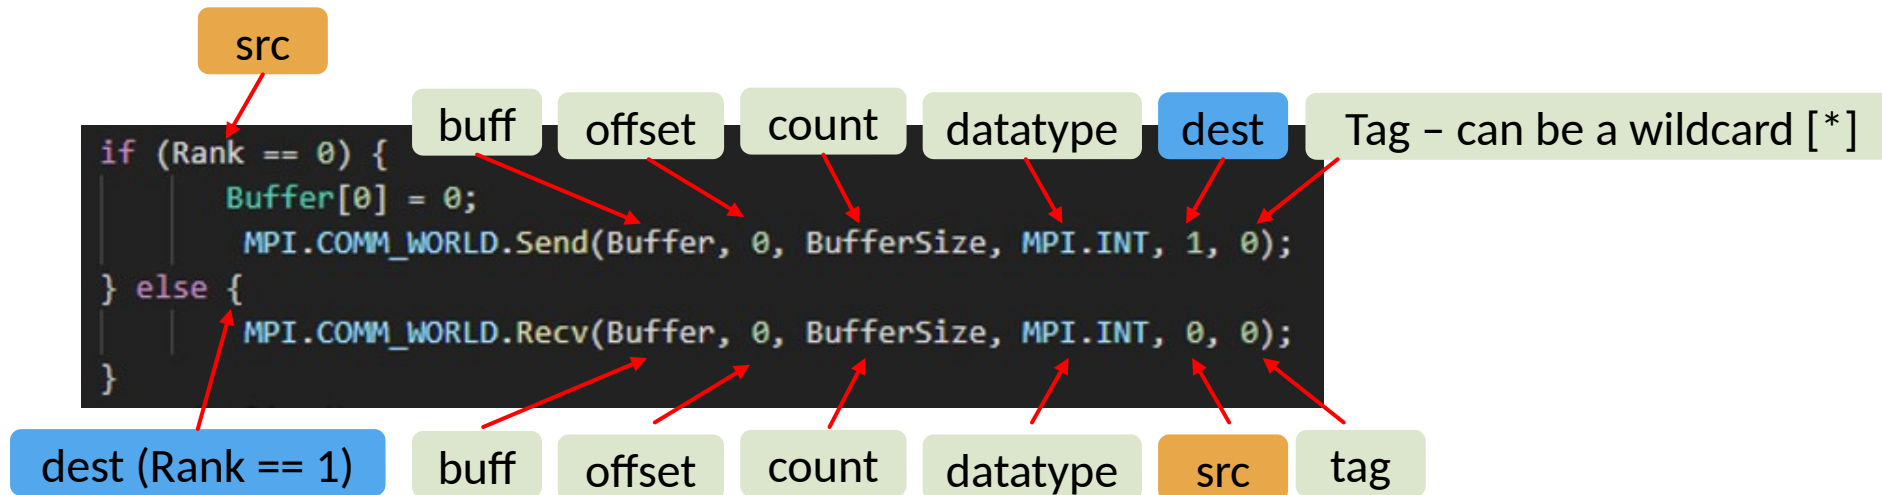 src
buff offset count datatype dest Tag – can be a wildcard [*]
if (Rank == 0) {
Buffer[0] = 0;
MPI.COMM_WORLD.Send(Buffer, 0, BufferSize, MPI.INT, 1, 0);
} else {
MPI.COMM_WORLD.Recv(Buffer, 0, BufferSize, MPI.INT, 0, 0);
}
dest (Rank == 1) buff offset count datatype src tag